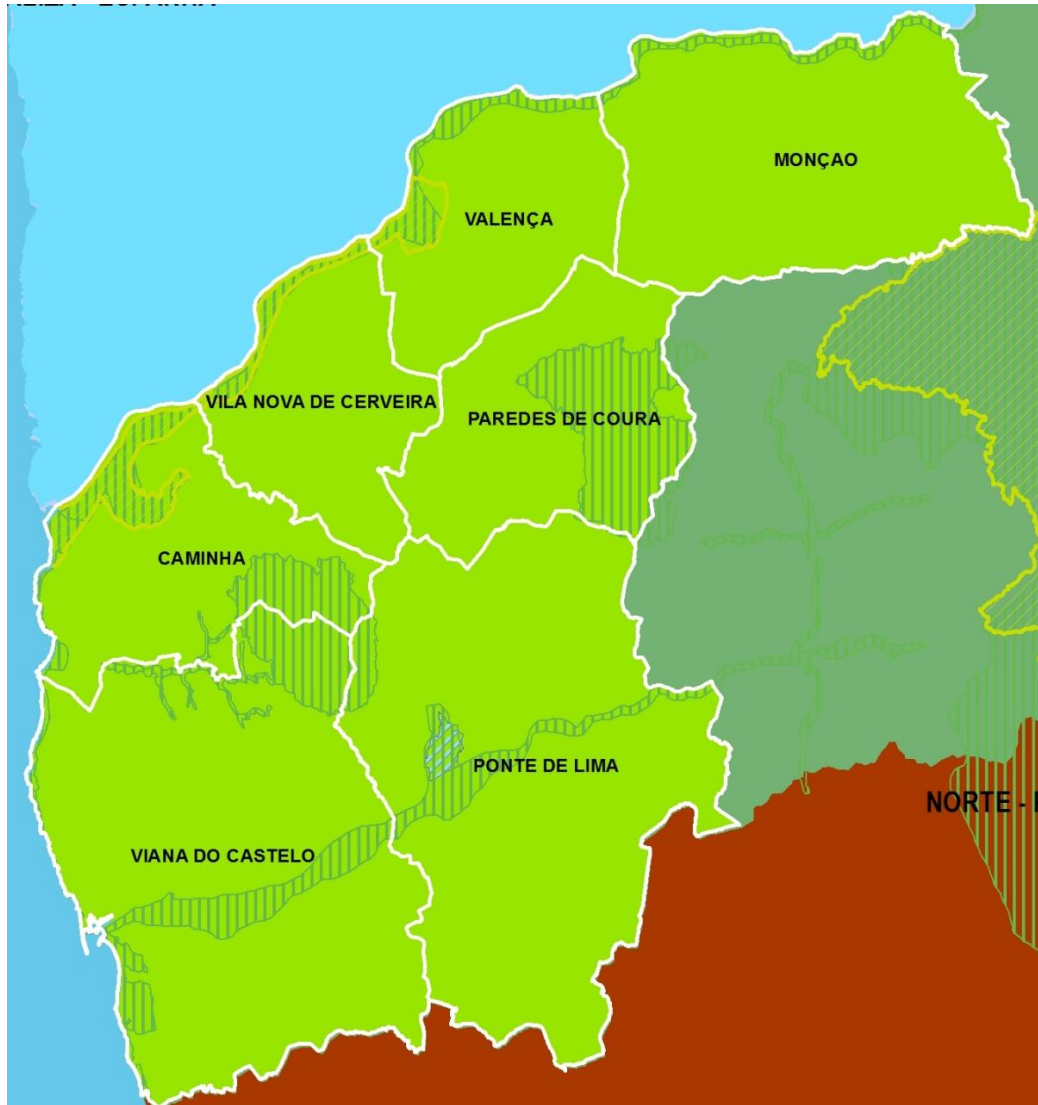 MONÇAO
VALENÇA
VILA NOVA DE CERVEIRA
PAREDES DE COURA
CAMINHA
PONTE DE LIMA
NORTE -
VIANA DO CASTELO